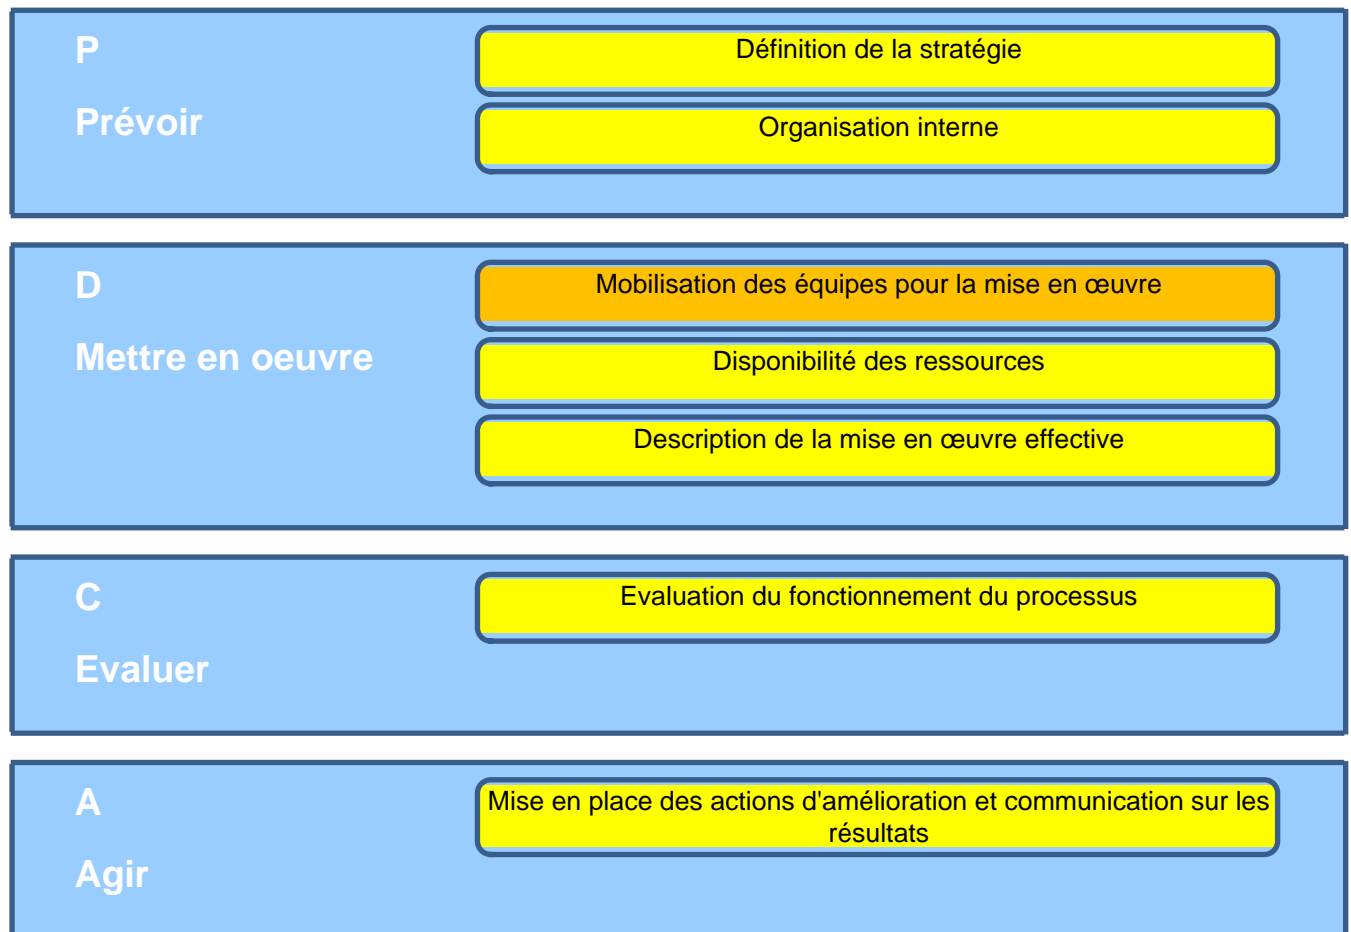 P
Prévoir
Définition de la stratégie
Organisation interne
D
Mettre en oeuvre
Mobilisation des équipes pour la mise en œuvre
Disponibilité des ressources
Description de la mise en œuvre effective
C
Evaluer
Evaluation du fonctionnement du processus
A
Agir
Mise en place des actions d'amélioration et communication sur les
résultats